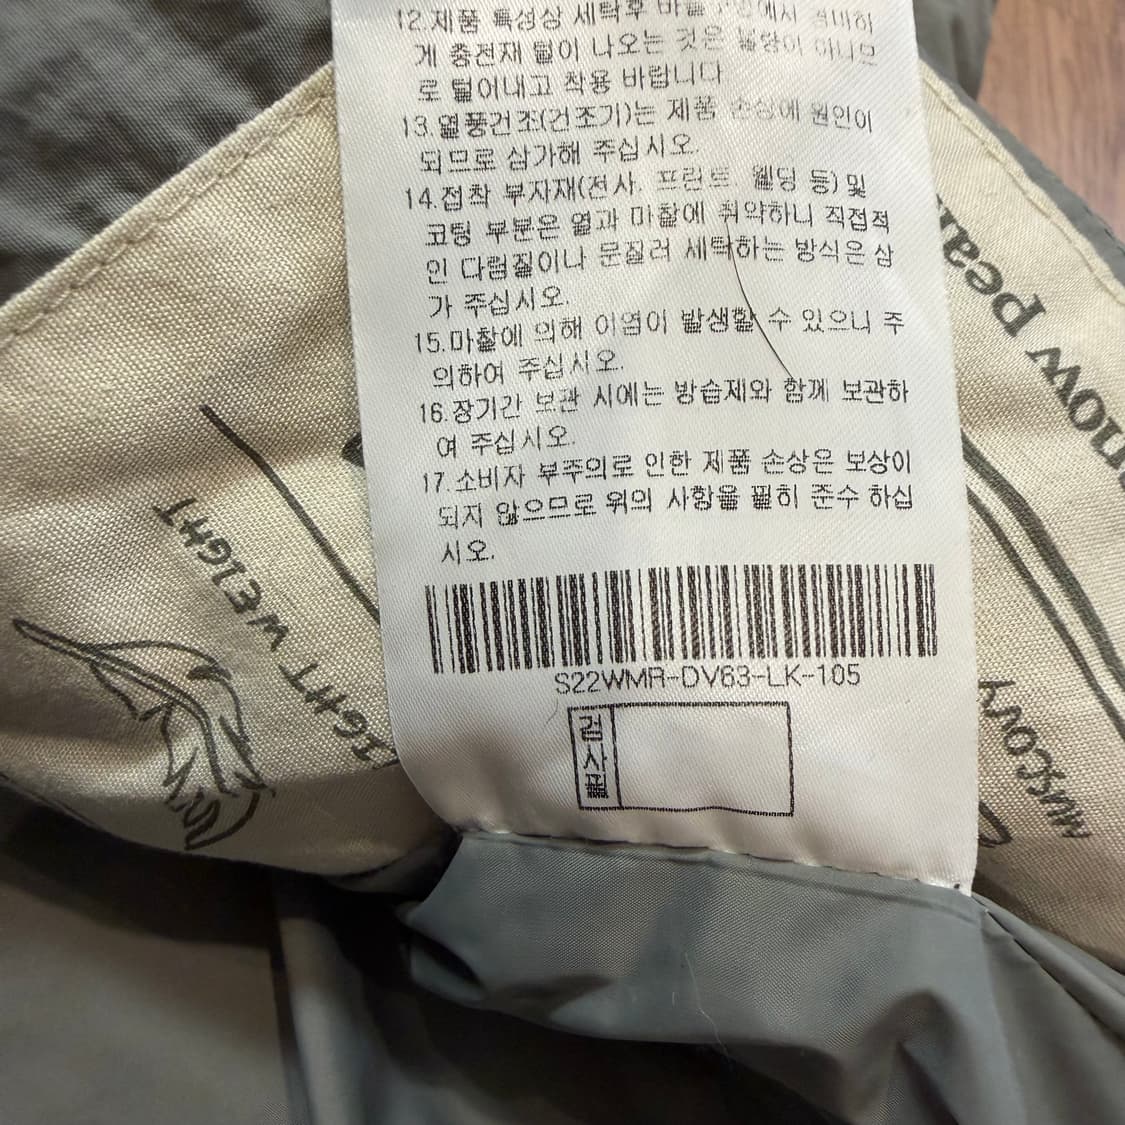 12.제품 특성상 세탁후 바늘구멍에서 경미하
게 충전재 털이 나오는 것은 불량이 아니므
로 털어내고 착용 바랍니다
13.열풍건조(건조기)는 제품 손상에 원인이
되므로 삼가해 주십시오.
14.접착 부자재(전사. 프린트. 웰딩 등)및
코팅 부분은 열과 마찰에 취약하니 직접적
인 다림질이나 문질러 세탁하는 방식은 삼
가 주십시오.
15.마찰에 의해 이염이 발생할 수 있으니 주
의하여 주십시오.
16.장기간 보관 시에는 방습제와 함께 보관하
여 주십시오.
17.소비자 부주의로 인한 제품 손상은 보상이
되지 않으므로 위의 사항을 필히 준수 하십
시오.
S22WMR-DV63-LK-105
검사필
LIGHT WEIGHT
now pea
MUSCOVY